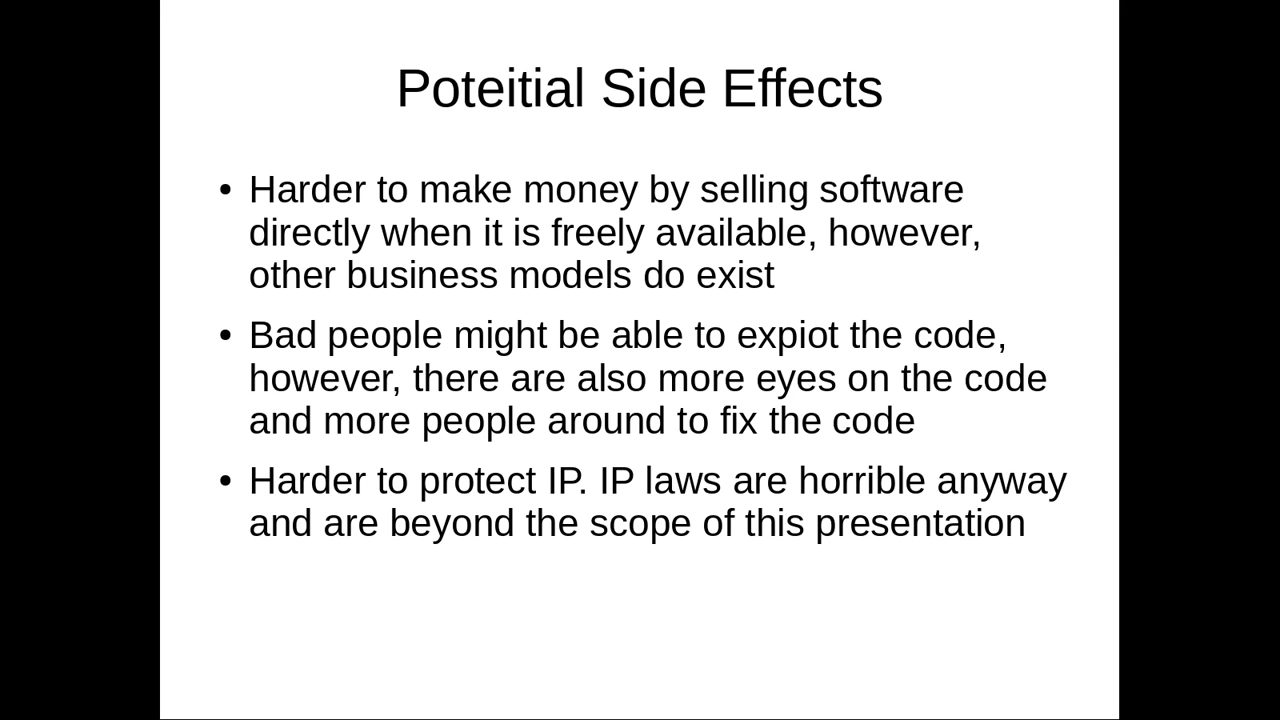 Poteitial Side Effects
• Harder to make money by selling software
directly when it is freely available, however,
other business models do exist
• Bad people might be able to expiot the code,
however, there are also more eyes on the code
and more people around to fix the code
• Harder to protect IP. IP laws are horrible anyway
and are beyond the scope of this presentation